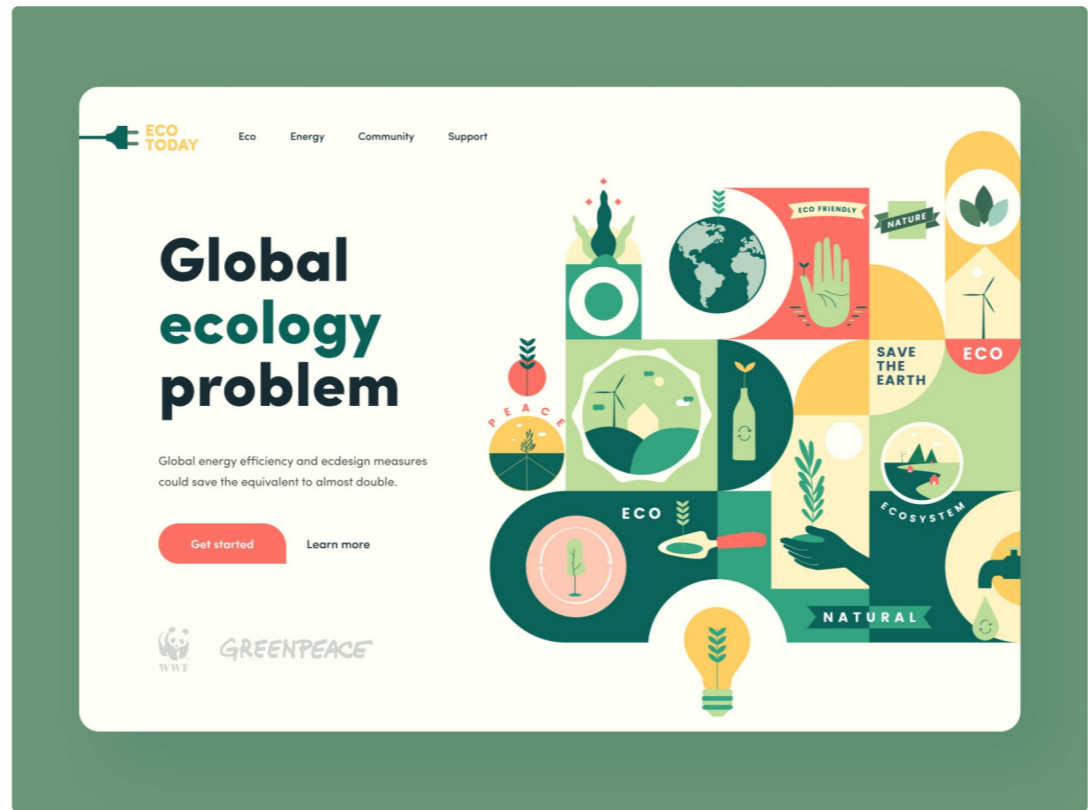 ECO
TODAY
Eco Energy Community Support
Global
ecology
problem
Global energy efficiency and ecdesign measures
could save the equivalent to almost double.
Get started Learn more
WWF
GREENPEACE
ECO FRIENDLY
NATURE
SAVE
THE
EARTH
ECO
PEACE
ECO
ECOSYSTEM
NATURAL